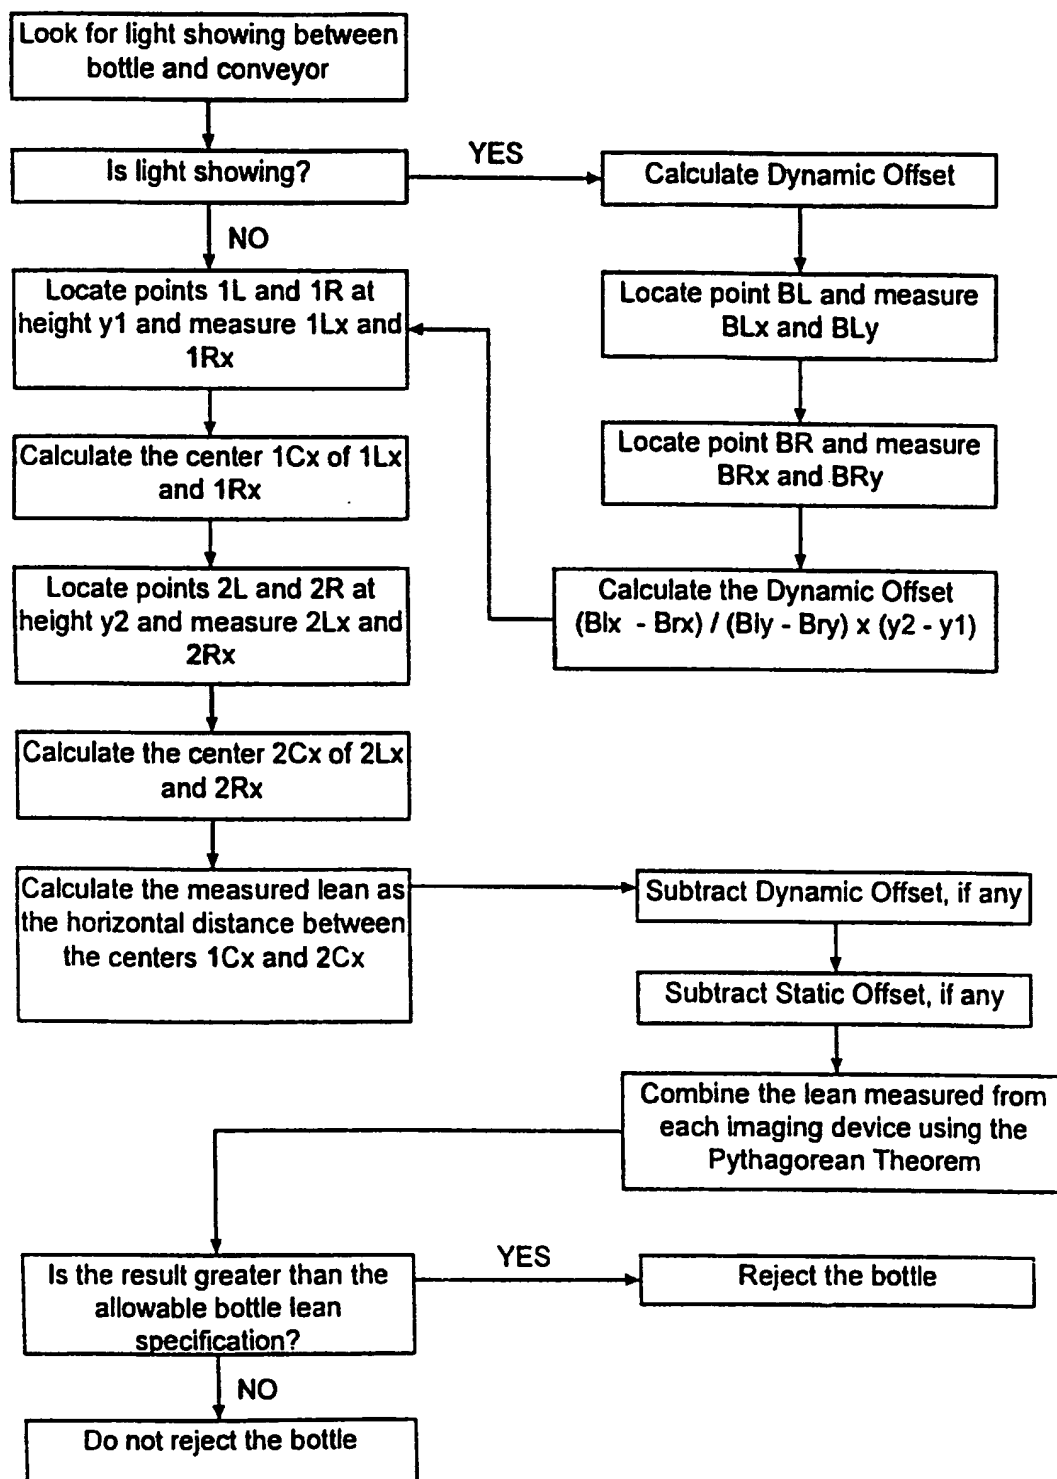 Look for light showing between
bottle and conveyor
Is light showing?
YES
Calculate Dynamic Offset
NO
Locate points 1L and 1R at
height y1 and measure 1Lx and
1Rx
Locate point BL and measure
BLx and BLy
Calculate the center 1Cx of 1Lx
and 1Rx
Locate point BR and measure
BRx and BRy
Locate points 2L and 2R at
height y2 and measure 2Lx and
2Rx
Calculate the Dynamic Offset
(Blx - Brx) / (Bly - Bry) x (y2 - y1)
Calculate the center 2Cx of 2Lx
and 2Rx
Calculate the measured lean as
the horizontal distance between
the centers 1Cx and 2Cx
Subtract Dynamic Offset, if any
Subtract Static Offset, if any
Combine the lean measured from
each imaging device using the
Pythagorean Theorem
Is the result greater than the
allowable bottle lean
specification?
YES
Reject the bottle
NO
Do not reject the bottle